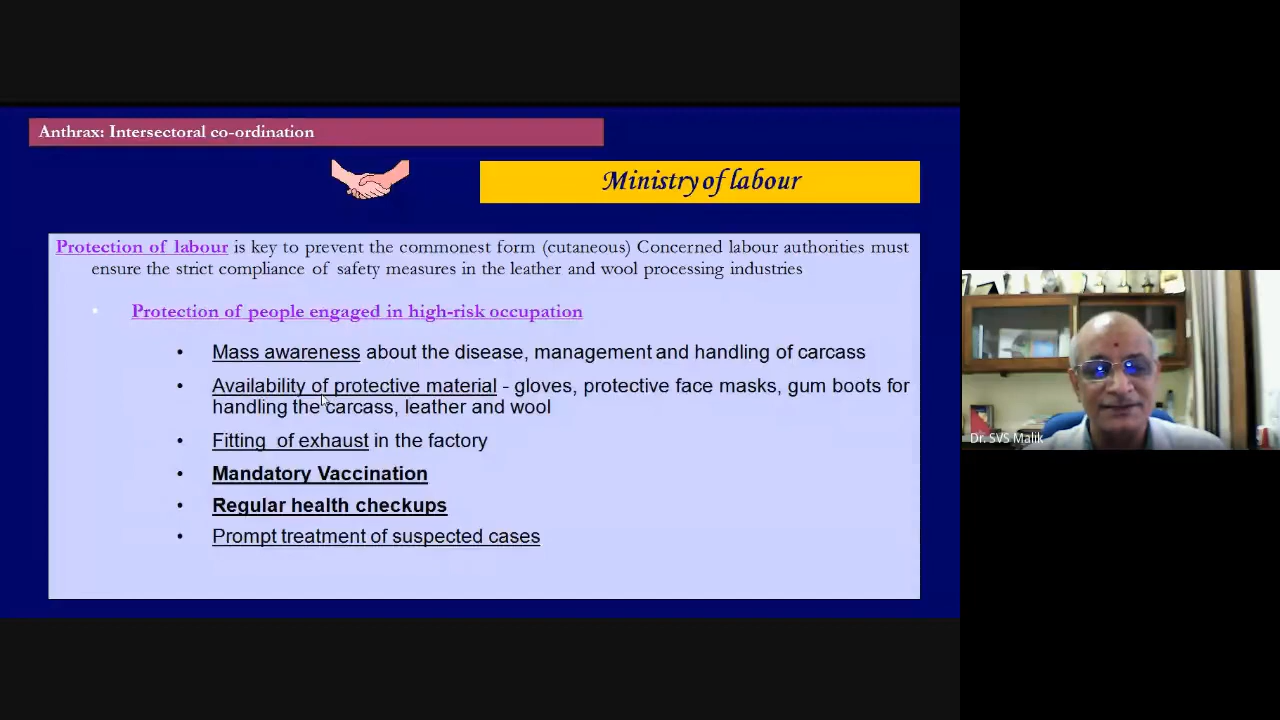 Anthrax: Intersectoral co-ordination
Ministry of labour
Protection of labour is key to prevent the commonest form (cutaneous) Concerned labour authorities must
ensure the strict compliance of safety measures in the leather and wool processing industries
• Protection of people engaged in high-risk occupation
• Mass awareness about the disease, management and handling of carcass
• Availability of protective material - gloves, protective face masks, gum boots for
handling the carcass, leather and wool
• Fitting of exhaust in the factory
• Mandatory Vaccination
• Regular health checkups
• Prompt treatment of suspected cases
Dr. SVS Malik